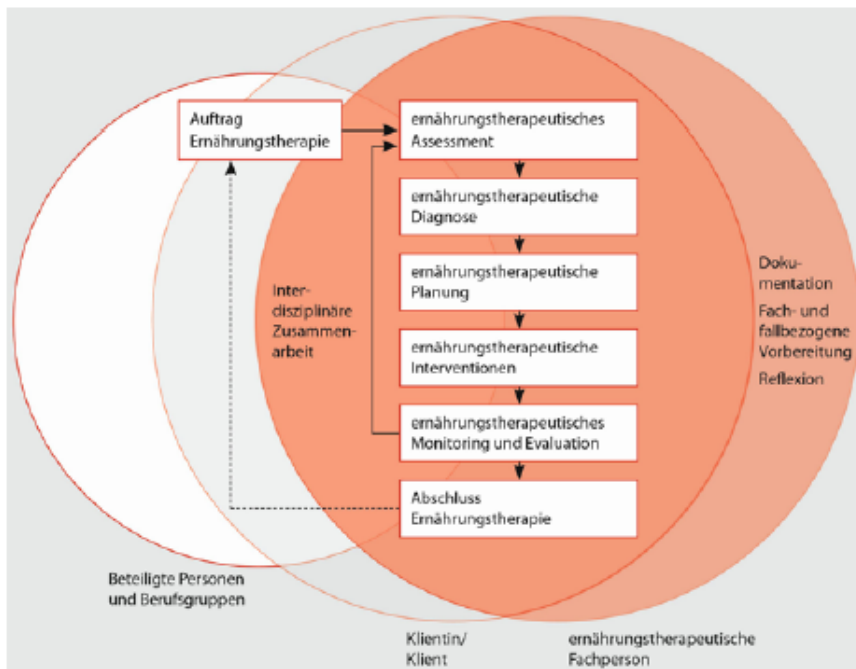 Auftrag
Ernährungstherapie
ernährungstherapeutisches
Assessment
ernährungstherapeutische
Diagnose
ernährungstherapeutische
Planung
ernährungstherapeutische
Interventionen
ernährungstherapeutisches
Monitoring und Evaluation
Abschluss
Ernährungstherapie
Inter-
disziplinäre
Zusammen-
arbeit
Doku-
mentation
Fach- und
fallbezogene
Vorbereitung
Reflexion
Beteiligte Personen
und Berufsgruppen
Klientin/
Klient
ernährungstherapeutische
Fachperson